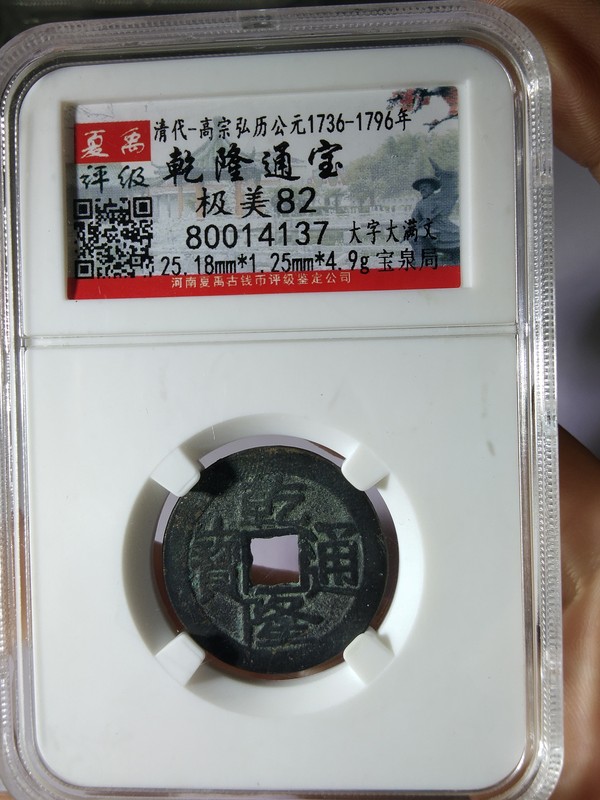 清代-高宗弘历公元1736-1796年
夏禹
评级
乾隆通宝
极美82
80014137 大字大满文
25.18mm*1.25mm*4.9g宝泉局
河南夏禹古钱币评级鉴定公司
乾
隆
通
寶